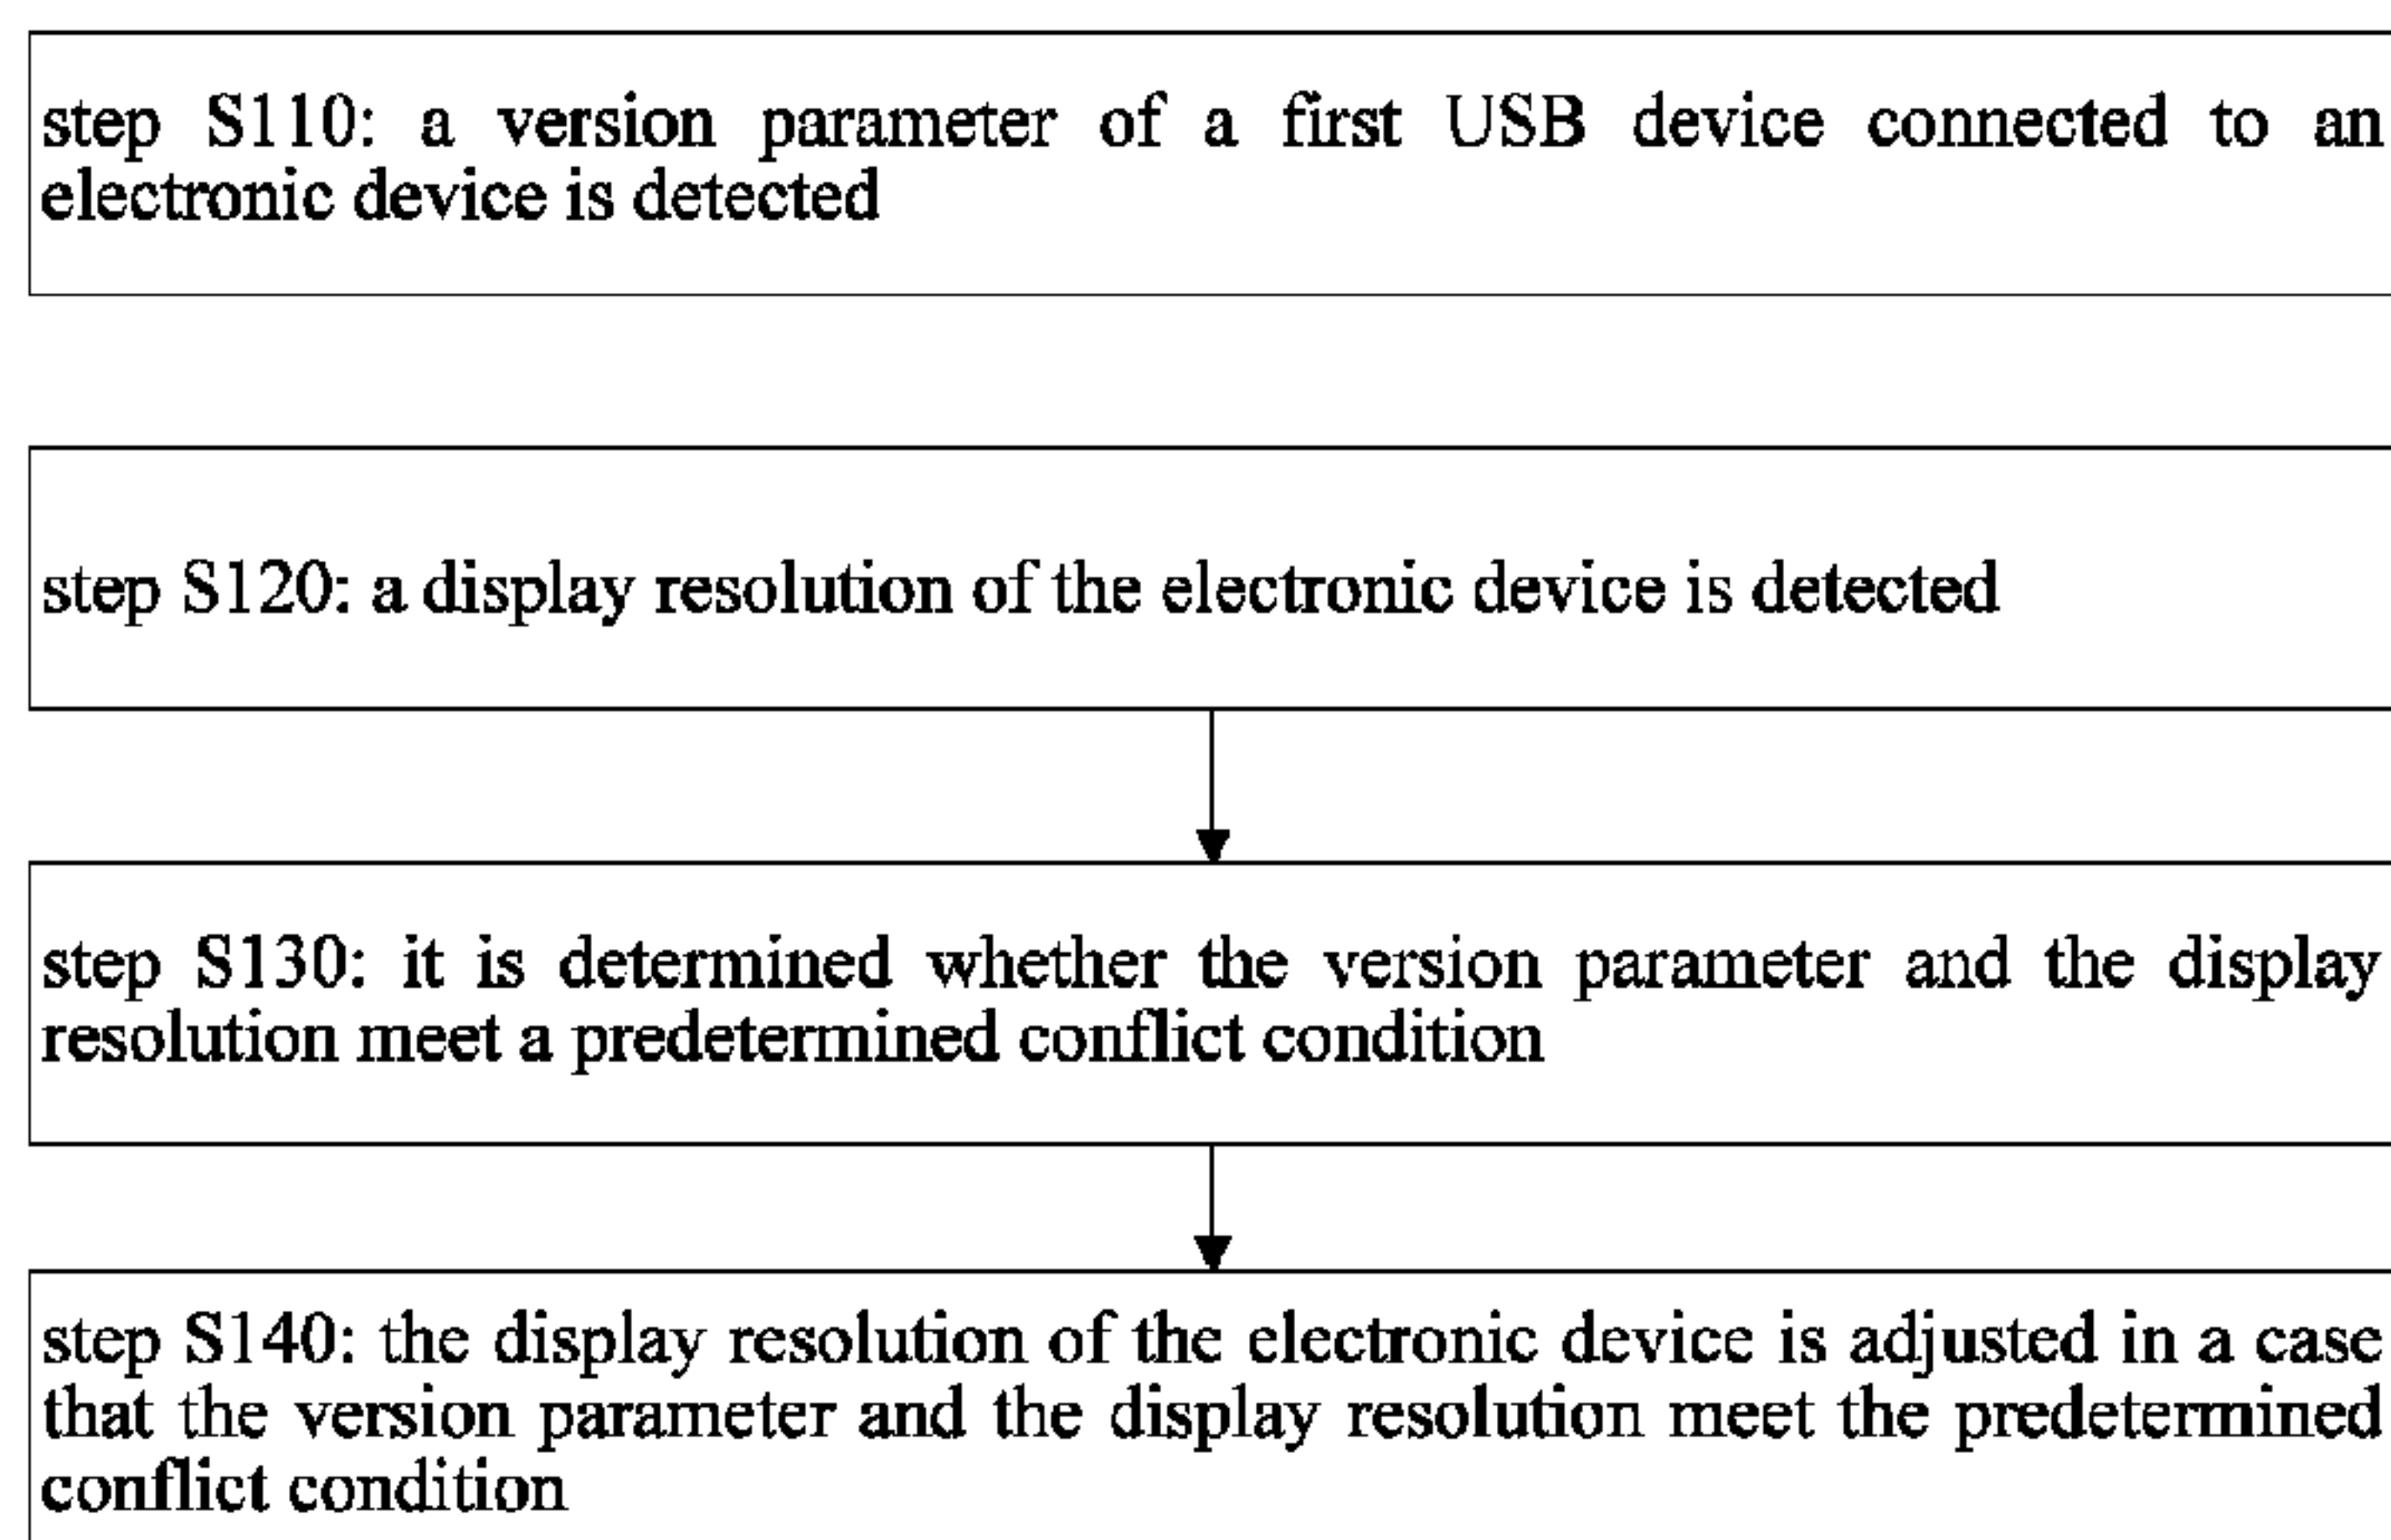 step S110: a version parameter of a first USB device connected to an
electronic device is detected
step S120: a display resolution of the electronic device is detected
step S130: it is determined whether the version parameter and the display
resolution meet a predetermined conflict condition
step S140: the display resolution of the electronic device is adjusted in a case
that the version parameter and the display resolution meet the predetermined
conflict condition